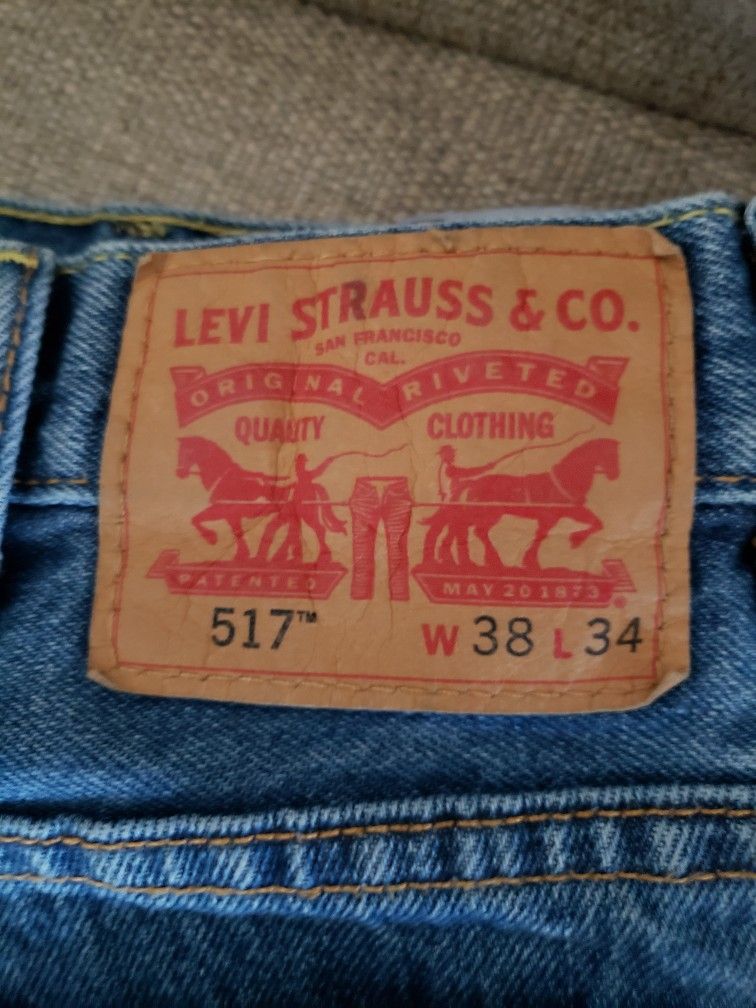 LEVI STRAUSS & CO.
SAN FRANCISCO
CAL.
ORIGINAL RIVETED
QUALITY CLOTHING
PATENTED MAY 20 1873 ®
517™ W 38 L 34